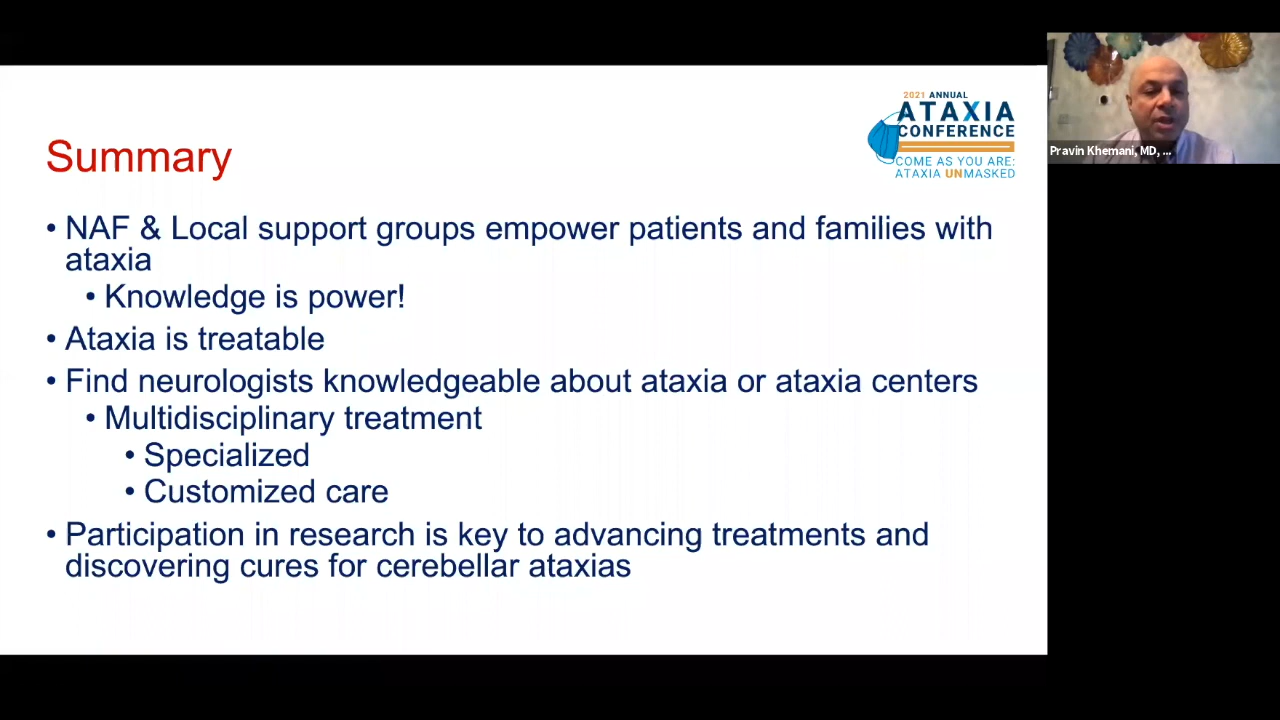 2021 ANNUAL
ATAXIA
CONFERENCE
COME AS YOU ARE:
ATAXIA UNMASKED
Pravin Khemani, MD, ...
Summary
• NAF & Local support groups empower patients and families with
ataxia
• Knowledge is power!
• Ataxia is treatable
• Find neurologists knowledgeable about ataxia or ataxia centers
• Multidisciplinary treatment
• Specialized
• Customized care
• Participation in research is key to advancing treatments and
discovering cures for cerebellar ataxias